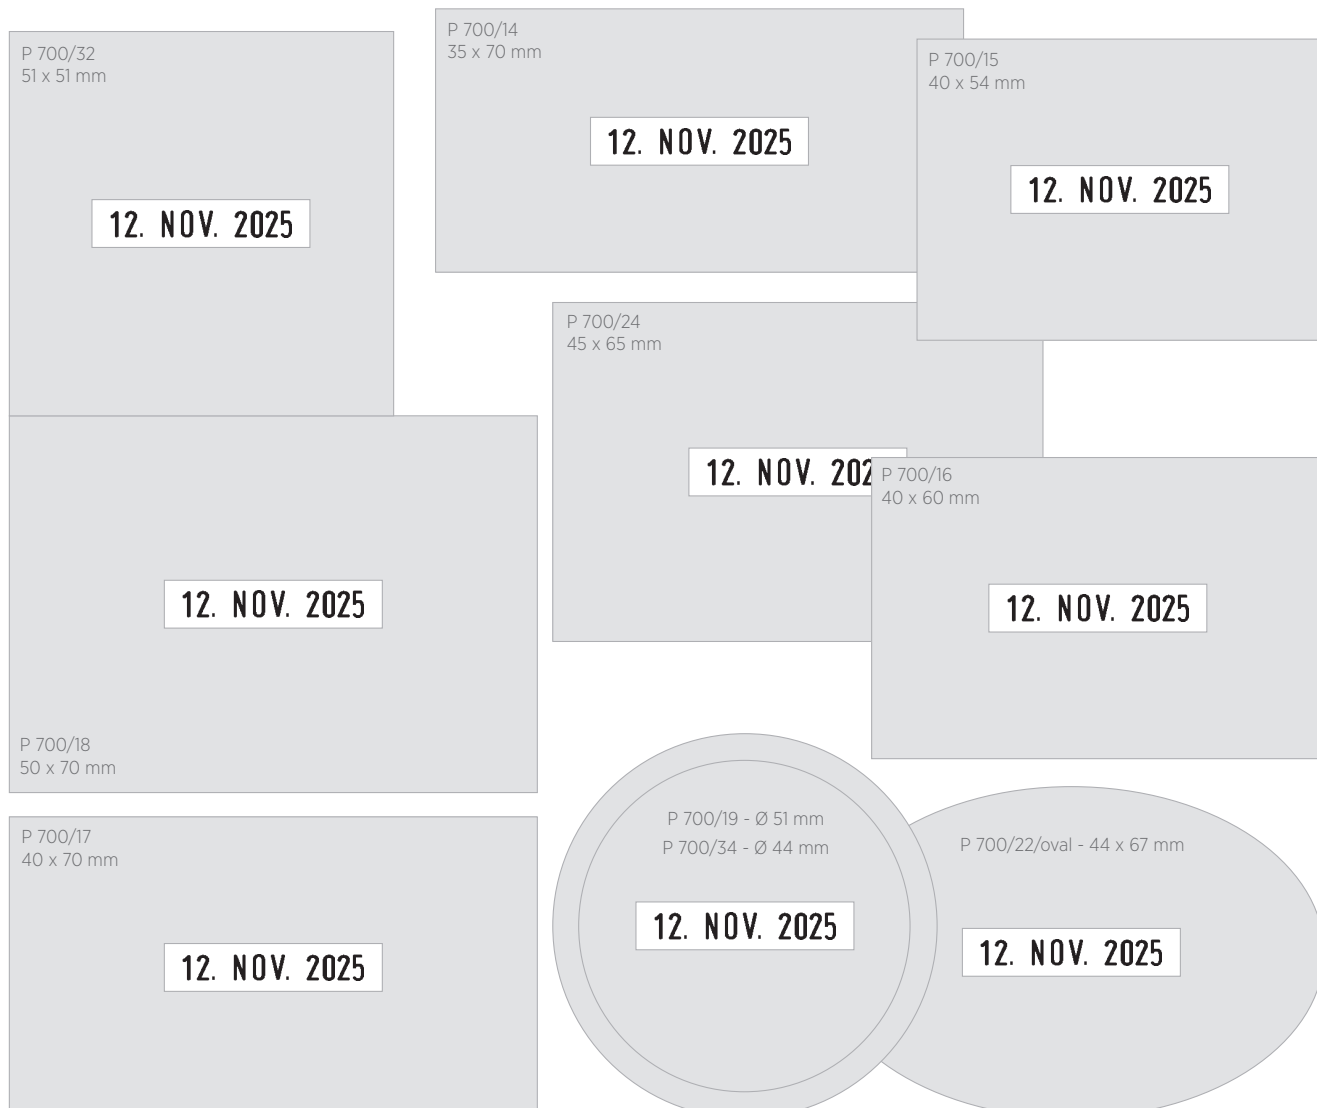 P 700/32
51 x 51 mm
12. NOV. 2025
P 700/14
35 x 70 mm
12. NOV. 2025
P 700/15
40 x 54 mm
12. NOV. 2025
P 700/24
45 x 65 mm
12. NOV. 202
P 700/16
40 x 60 mm
12. NOV. 2025
12. NOV. 2025
P 700/18
50 x 70 mm
P 700/17
40 x 70 mm
12. NOV. 2025
P 700/19 - Ø 51 mm
P 700/34 - Ø 44 mm
12. NOV. 2025
P 700/22/oval - 44 x 67 mm
12. NOV. 2025